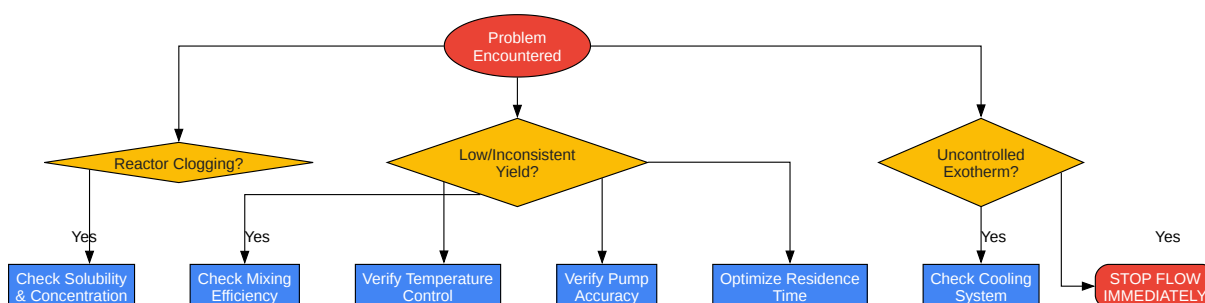 Problem
Encountered
Reactor Clogging?
Low/Inconsistent
Yield?
Uncontrolled
Exotherm?
Yes
Yes
Yes
Yes
Check Solubility
& Concentration
Check Mixing
Efficiency
Verify Temperature
Control
Verify Pump
Accuracy
Optimize Residence
Time
Check Cooling
System
STOP FLOW
IMMEDIATELY